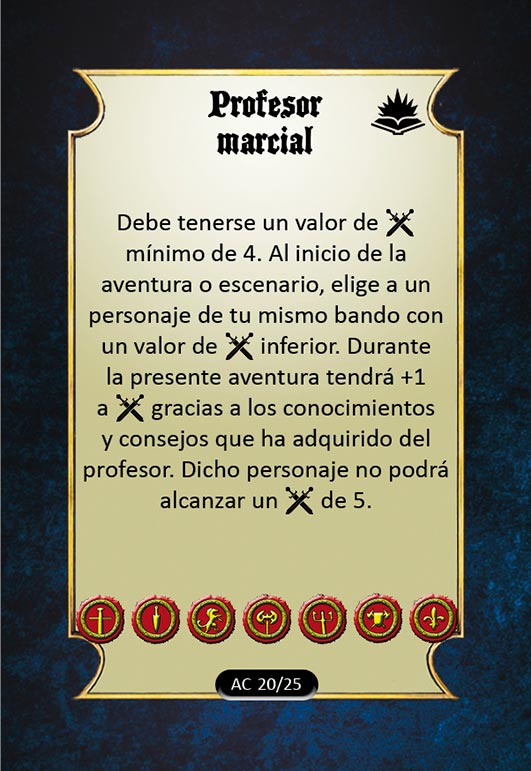 Profesor
marcial
Debe tenerse un valor de
mínimo de 4. Al inicio de la
aventura o escenario, elige a un
personaje de tu mismo bando con
un valor de inferior. Durante
la presente aventura tendrá +1
a gracias a los conocimientos
y consejos que ha adquirido del
profesor. Dicho personaje no podrá
alcanzar un de 5.
AC 20/25